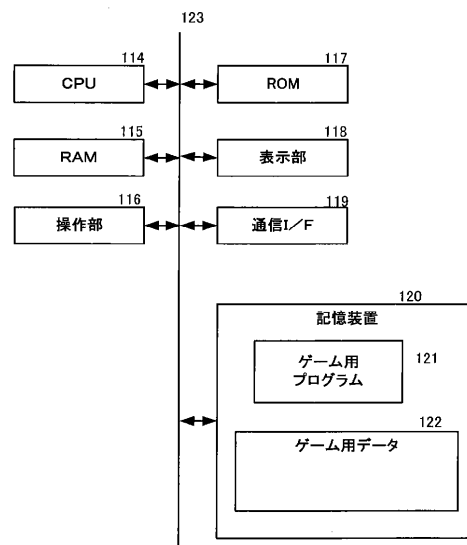 123
114
CPU
117
ROM
115
RAM
118
表示部
116
操作部
119
通信I／F
120
記憶装置
ゲーム用
プログラム
121
122
ゲーム用データ